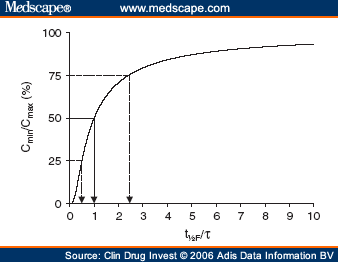 Medscape® www.medscape.com
100
75
50
25
0
Cmin/Cmax (%)
0 1 2 3 4 5 6 7 8 9 10
t½F/τ
Source: Clin Drug Invest © 2006 Adis Data Information BV